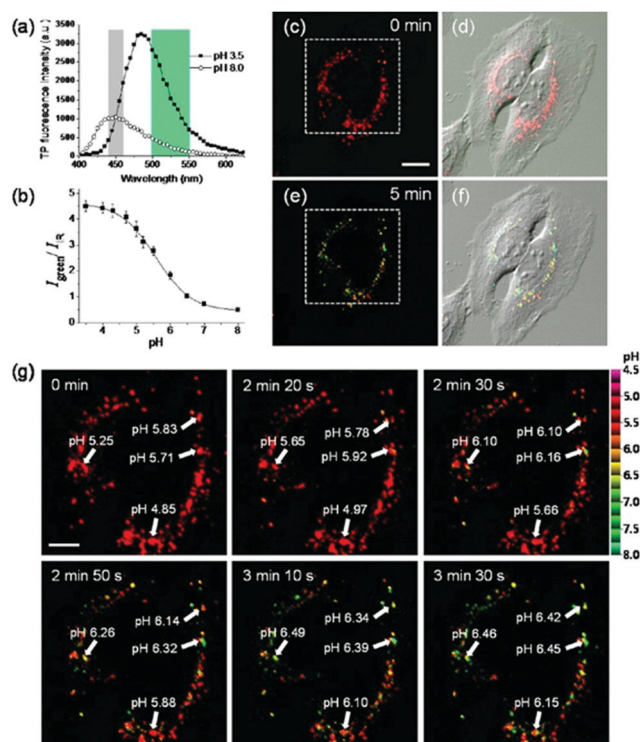 (a)
TP fluorescence intensity (a.u.)
3500
3000
2500
2000
1500
1000
500
0
pH 3.5
pH 8.0
400
450
500
550
600
Wavelength (nm)
(b)
Igreen/ IIR
5
4
3
2
1
0
4
5
6
7
8
pH
(c)
0 min
(d)
(e)
5 min
(f)
(g)
0 min
pH 5.25
pH 5.83
pH 5.71
pH 4.85
2 min 20 s
pH 5.65
pH 5.78
pH 5.92
pH 4.97
2 min 30 s
pH 6.10
pH 6.10
pH 6.16
pH 5.66
2 min 50 s
pH 6.26
pH 6.14
pH 6.32
pH 5.88
3 min 10 s
pH 6.49
pH 6.34
pH 6.39
pH 6.10
3 min 30 s
pH 6.46
pH 6.42
pH 6.45
pH 6.15
pH
4.5
5.0
5.5
6.0
6.5
7.0
7.5
8.0